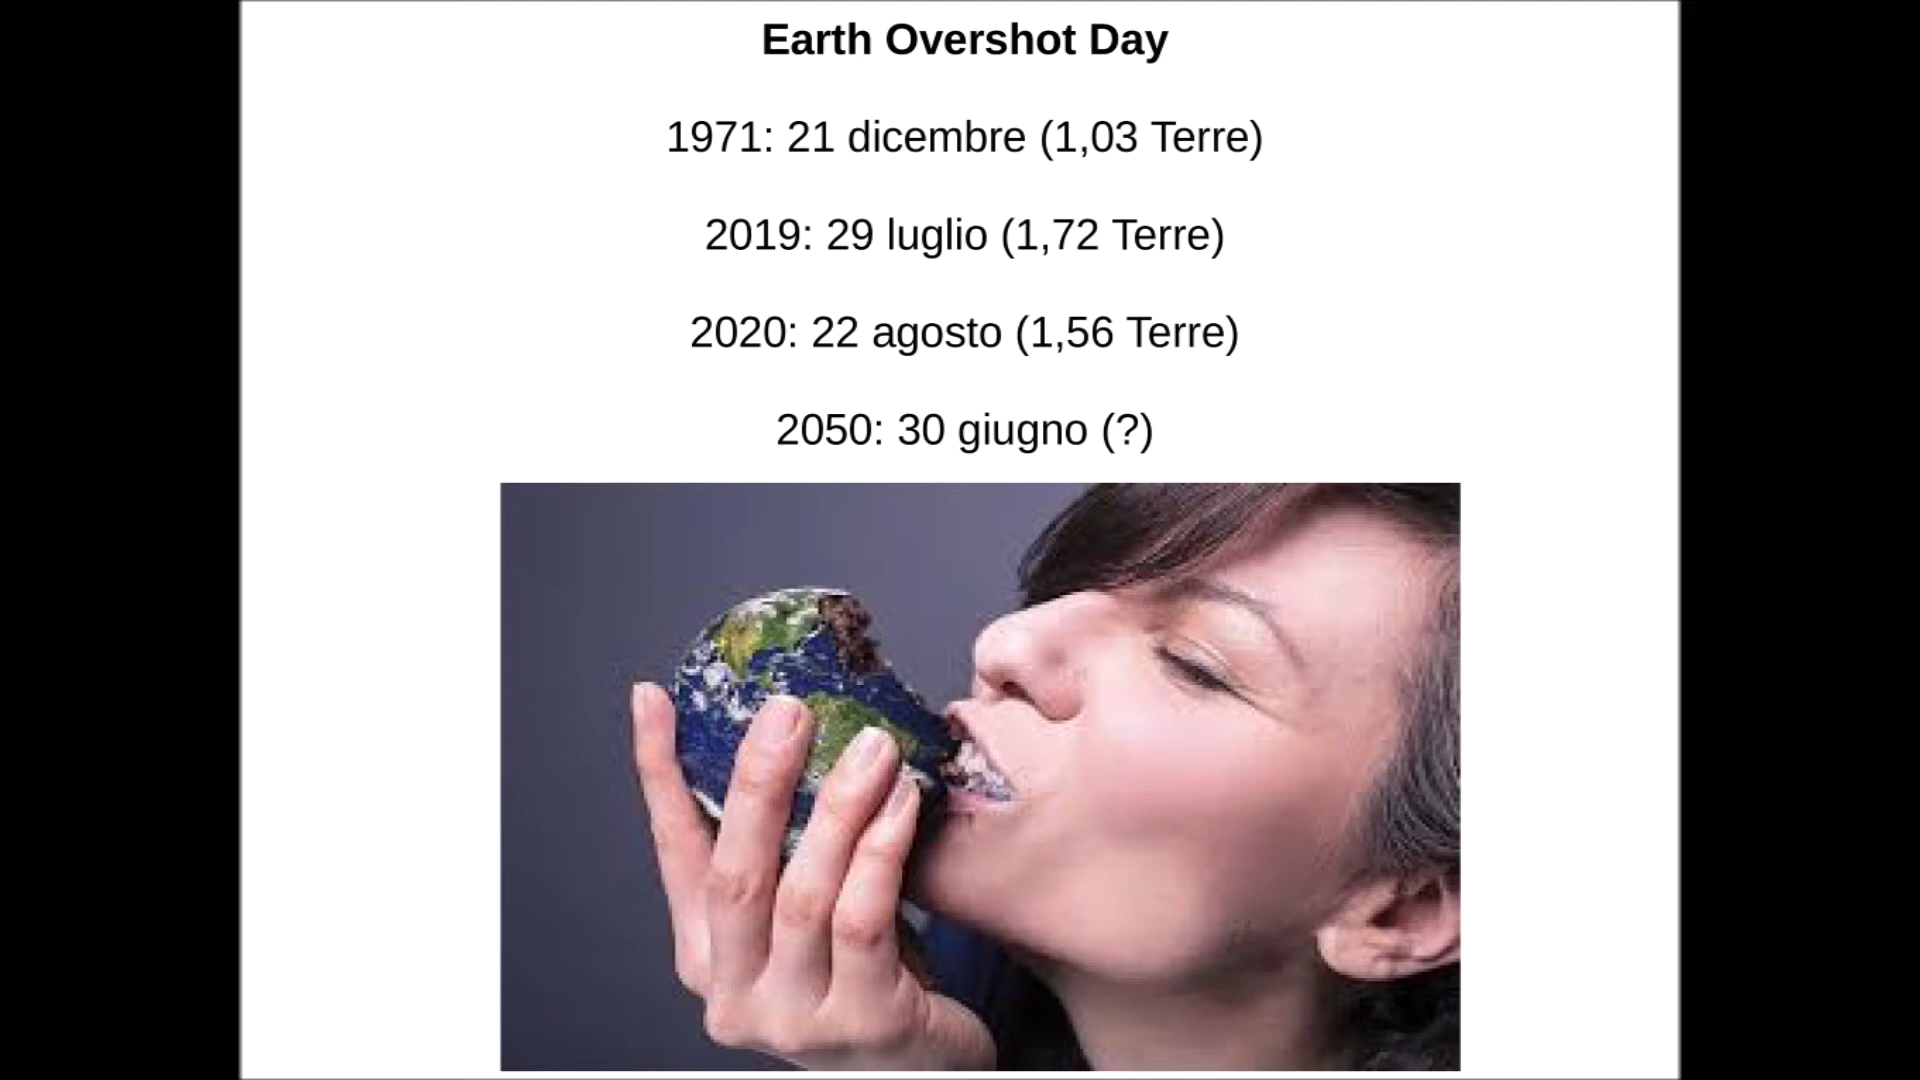 Earth Overshot Day
1971: 21 dicembre (1,03 Terre)
2019: 29 luglio (1,72 Terre)
2020: 22 agosto (1,56 Terre)
2050: 30 giugno (?)